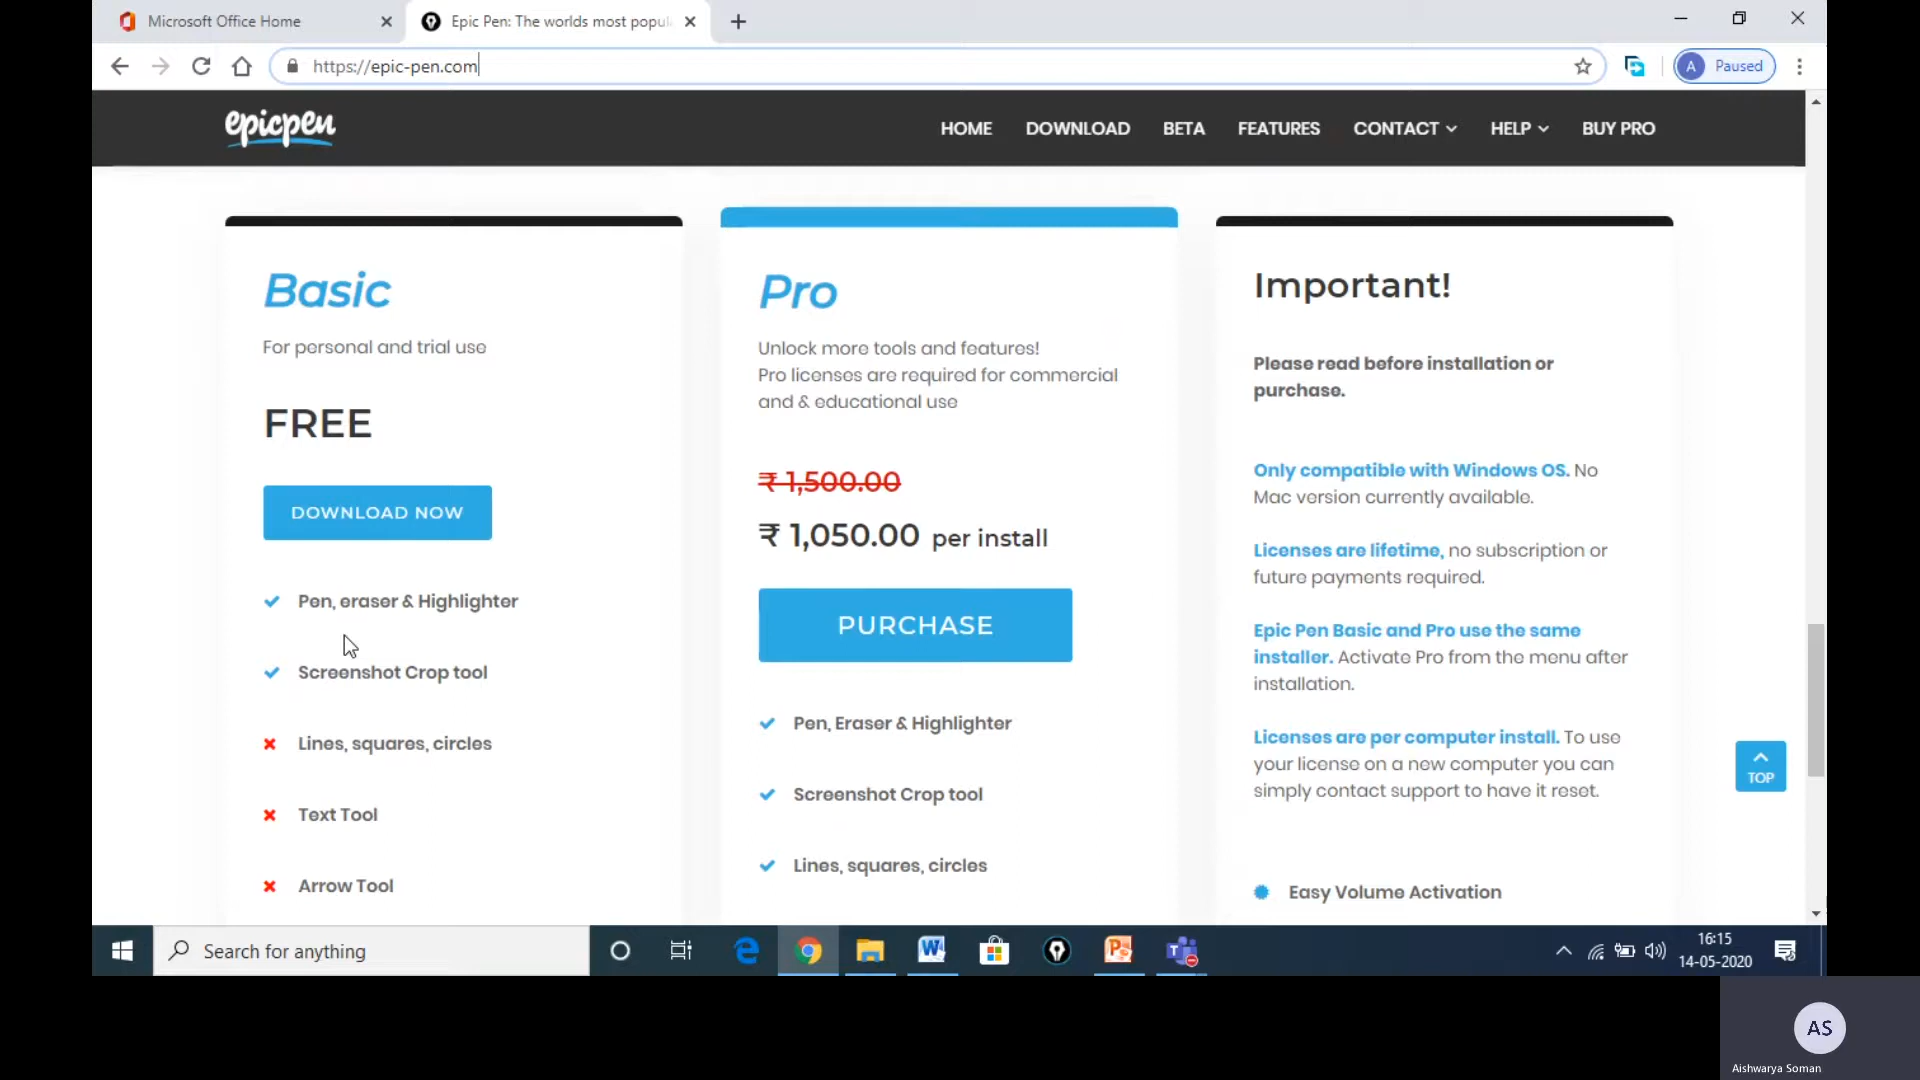 Microsoft Office Home
Epic Pen: The worlds most popul
https://epic-pen.com
A Paused
epicpen
HOME DOWNLOAD BETA FEATURES CONTACT HELP BUY PRO
Basic
For personal and trial use
FREE
DOWNLOAD NOW
Pen, eraser & Highlighter
Screenshot Crop tool
Lines, squares, circles
Text Tool
Arrow Tool
Pro
Unlock more tools and features!
Pro licenses are required for commercial
and & educational use
₹ 1,500.00
₹ 1,050.00 per install
PURCHASE
Pen, Eraser & Highlighter
Screenshot Crop tool
Lines, squares, circles
Important!
Please read before installation or
purchase.
Only compatible with Windows OS. No
Mac version currently available.
Licenses are lifetime, no subscription or
future payments required.
Epic Pen Basic and Pro use the same
installer. Activate Pro from the menu after
installation.
Licenses are per computer install. To use
your license on a new computer you can
simply contact support to have it reset.
Easy Volume Activation
TOP
Search for anything
16:15
14-05-2020
AS
Aishwarya Soman